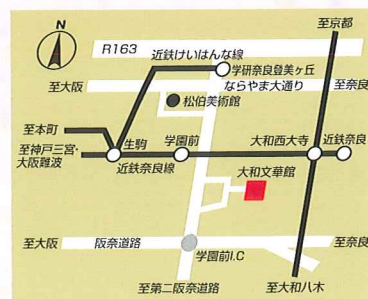 至京都
R163
近鉄けいはんな線
学研奈良登美ヶ丘
至大阪
ならやま大通り
至奈良
松伯美術館
至本町
生駒
学園前
大和西大寺
近鉄奈良
至神戸三宮・
大阪難波
近鉄奈良線
大和文華館
至大阪
阪奈道路
至奈良
学園前I.C
至第二阪奈道路
至大和八木